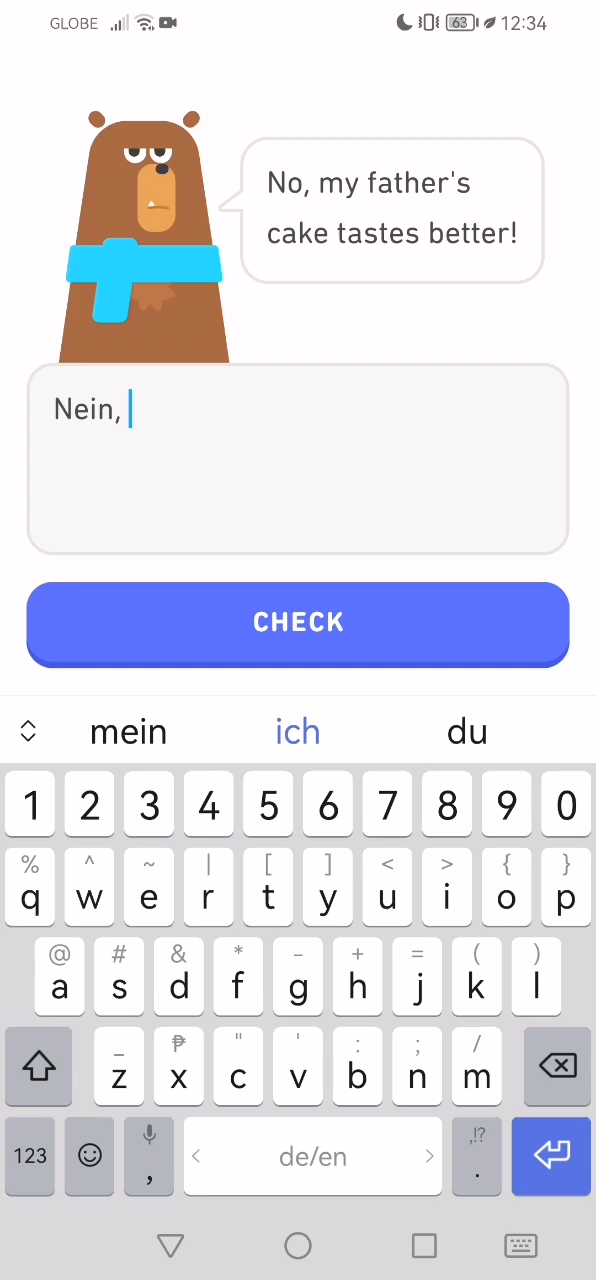 GLOBE 63 12:34
No, my father's
cake tastes better!
Nein,
CHECK
mein ich du
1 2 3 4 5 6 7 8 9 0
% ^ ~ | [ ] < > { }
q w e r t y u i o p
@ # & * - + = ( )
a s d f g h j k l
_ ₱ " ' : ; /
z x c v b n m
123 , < de/en > ,!? .